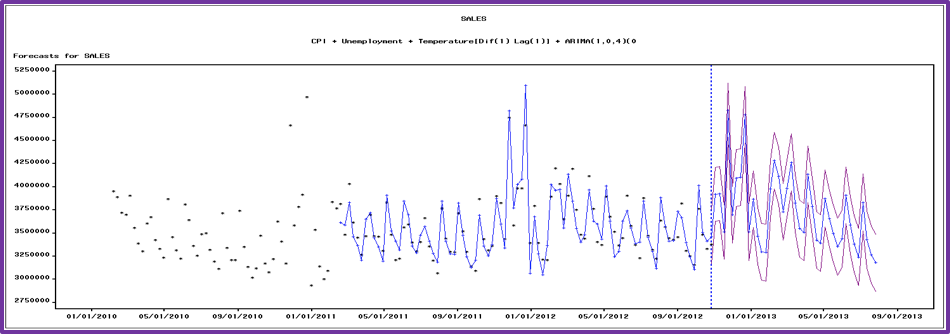 SALES
CPI + Unemployment + Temperature[Dif(1) Lag(1)] + ARIMA(1,0,4)(0
Forecasts for SALES
5250000
5000000
4750000
4500000
4250000
4000000
3750000
3500000
3250000
3000000
2750000
01/01/2010 05/01/2010 09/01/2010 01/01/2011 05/01/2011 09/01/2011 01/01/2012 05/01/2012 09/01/2012 01/01/2013 05/01/2013 09/01/2013